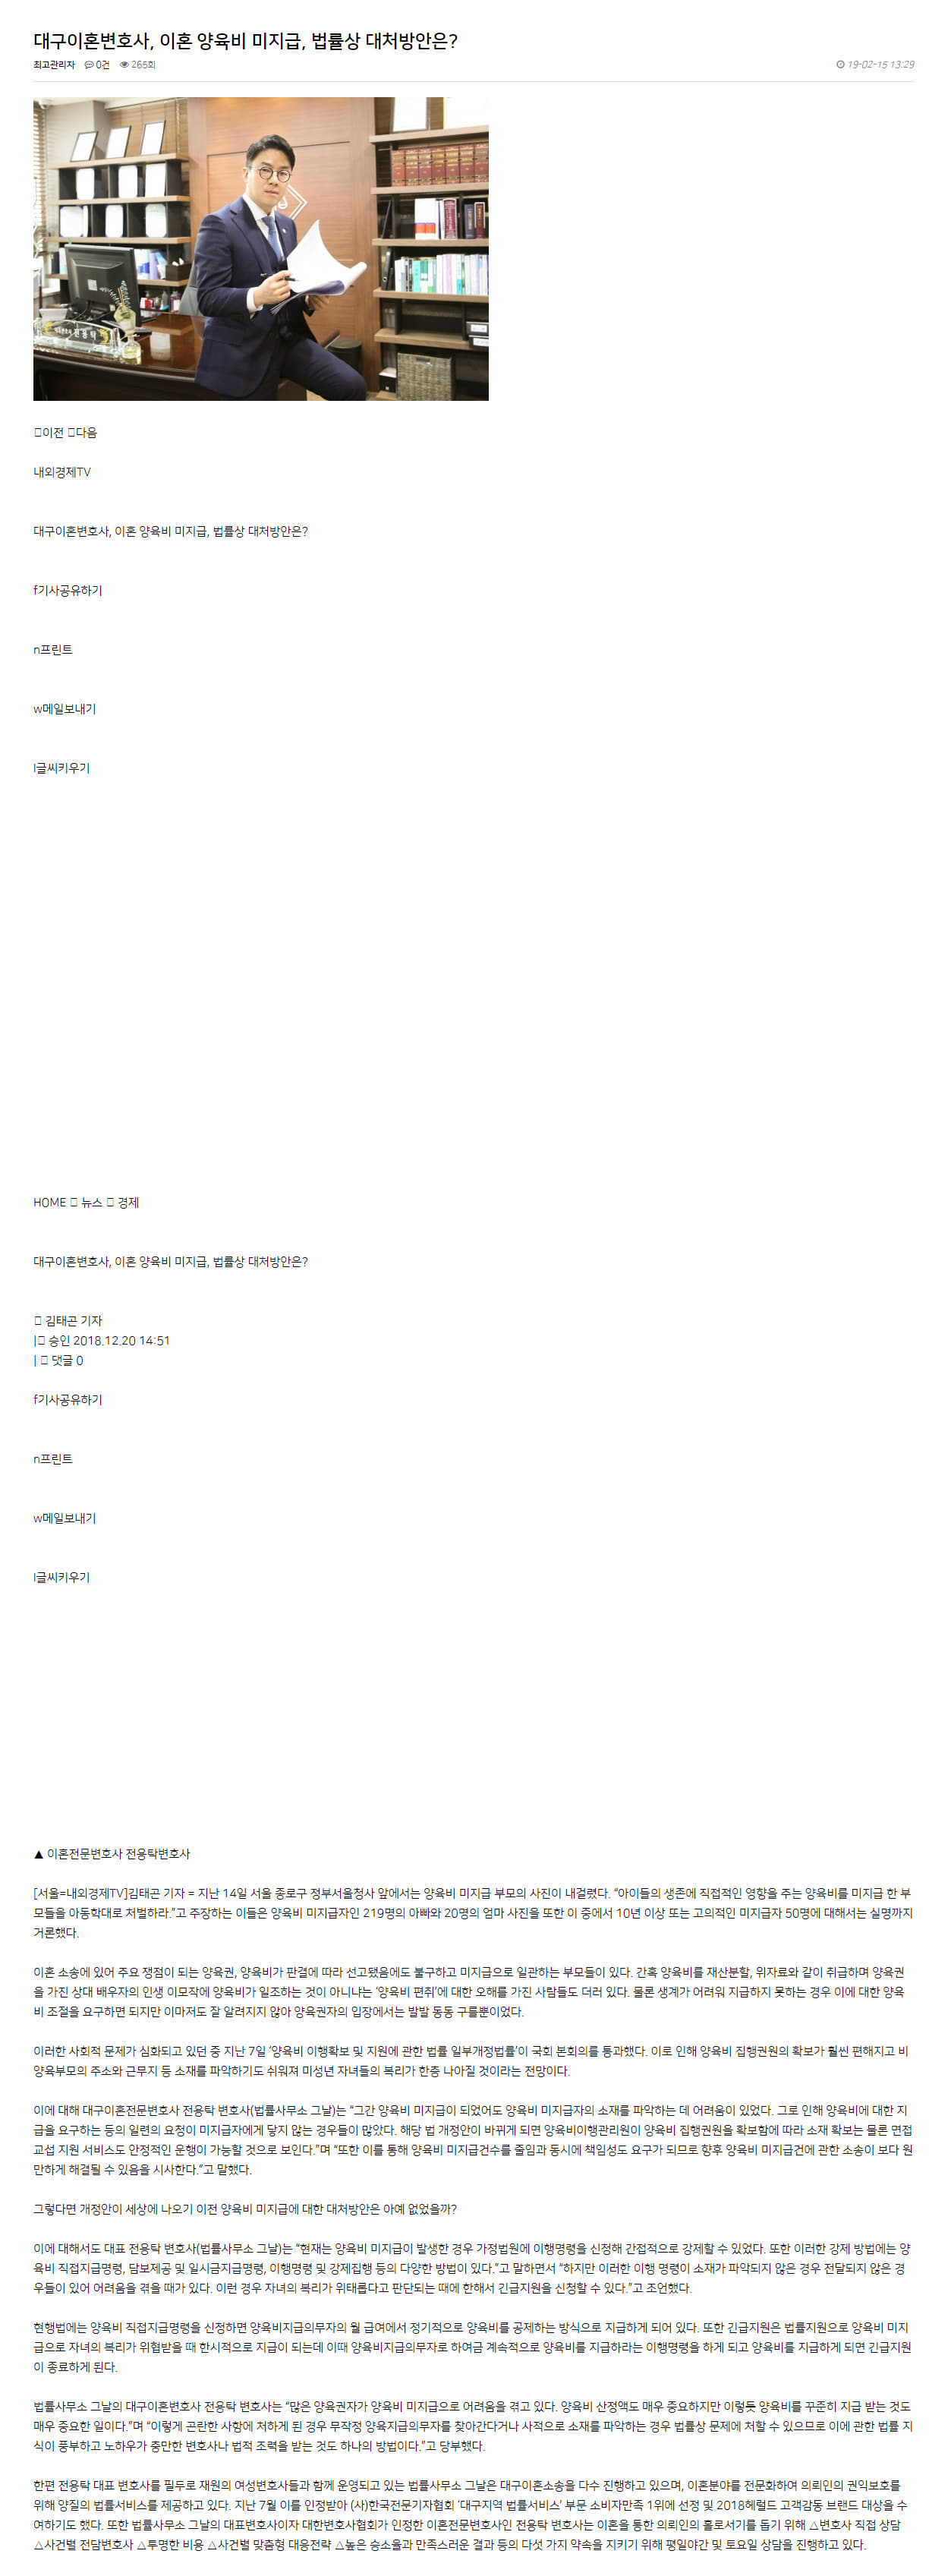 대구이혼변호사, 이혼 양육비 미지급, 법률상 대처방안은?
최고관리자 0건 265회 19-02-15 13:29
전용탁
이전 다음
내외경제TV
대구이혼변호사, 이혼 양육비 미지급, 법률상 대처방안은?
f기사공유하기
n프린트
w메일보내기
l글씨키우기
HOME 뉴스 경제
대구이혼변호사, 이혼 양육비 미지급, 법률상 대처방안은?
김태곤 기자
| 승인 2018.12.20 14:51
| 댓글 0
f기사공유하기
n프린트
w메일보내기
l글씨키우기
▲ 이혼전문변호사 전용탁변호사
[서울=내외경제TV]김태곤 기자 = 지난 14일 서울 종로구 정부서울청사 앞에서는 양육비 미지급 부모의 사진이 내걸렸다. “아이들의 생존에 직접적인 영향을 주는 양육비를 미지급 한 부
모들을 아동학대로 처벌하라.”고 주장하는 이들은 양육비 미지급자인 219명의 아빠와 20명의 엄마 사진을 또한 이 중에서 10년 이상 또는 고의적인 미지급자 50명에 대해서는 실명까지
거론했다.
이혼 소송에 있어 주요 쟁점이 되는 양육권, 양육비가 판결에 따라 선고됐음에도 불구하고 미지급으로 일관하는 부모들이 있다. 간혹 양육비를 재산분할, 위자료와 같이 취급하며 양육권
을 가진 상대 배우자의 인생 이모작에 양육비가 일조하는 것이 아니냐는 ‘양육비 편취’에 대한 오해를 가진 사람들도 더러 있다. 물론 생계가 어려워 지급하지 못하는 경우 이에 대한 양육
비 조절을 요구하면 되지만 이마저도 잘 알려지지 않아 양육권자의 입장에서는 발발 동동 구를뿐이었다.
이러한 사회적 문제가 심화되고 있던 중 지난 7일 ‘양육비 이행확보 및 지원에 관한 법률 일부개정법률’이 국회 본회의를 통과했다. 이로 인해 양육비 집행권원의 확보가 훨씬 편해지고 비
양육부모의 주소와 근무지 등 소재를 파악하기도 쉬워져 미성년 자녀들의 복리가 한층 나아질 것이라는 전망이다.
이에 대해 대구이혼전문변호사 전용탁 변호사(법률사무소 그날)는 “그간 양육비 미지급이 되었어도 양육비 미지급자의 소재를 파악하는 데 어려움이 있었다. 그로 인해 양육비에 대한 지
급을 요구하는 등의 일련의 요청이 미지급자에게 닿지 않는 경우들이 많았다. 해당 법 개정안이 바뀌게 되면 양육비이행관리원이 양육비 집행권원을 확보함에 따라 소재 확보는 물론 면접
교섭 지원 서비스도 안정적인 운행이 가능할 것으로 보인다.”며 “또한 이를 통해 양육비 미지급건수를 줄임과 동시에 책임성도 요구가 되므로 향후 양육비 미지급건에 관한 소송이 보다 원
만하게 해결될 수 있음을 시사한다.”고 말했다.
그렇다면 개정안이 세상에 나오기 이전 양육비 미지급에 대한 대처방안은 아예 없었을까?
이에 대해서도 대표 전용탁 변호사(법률사무소 그날)는 “현재는 양육비 미지급이 발생한 경우 가정법원에 이행명령을 신청해 간접적으로 강제할 수 있었다. 또한 이러한 강제 방법에는 양
육비 직접지급명령, 담보제공 및 일시금지급명령, 이행명령 및 강제집행 등의 다양한 방법이 있다.”고 말하면서 “하지만 이러한 이행 명령이 소재가 파악되지 않은 경우 전달되지 않은 경
우들이 있어 어려움을 겪을 때가 있다. 이런 경우 자녀의 복리가 위태롭다고 판단되는 때에 한해서 긴급지원을 신청할 수 있다.”고 조언했다.
현행법에는 양육비 직접지급명령을 신청하면 양육비지급의무자의 월 급여에서 정기적으로 양육비를 공제하는 방식으로 지급하게 되어 있다. 또한 긴급지원은 법률지원으로 양육비 미지
급으로 자녀의 복리가 위협받을 때 한시적으로 지급이 되는데 이때 양육비지급의무자로 하여금 계속적으로 양육비를 지급하라는 이행명령을 하게 되고 양육비를 지급하게 되면 긴급지원
이 종료하게 된다.
법률사무소 그날의 대구이혼변호사 전용탁 변호사는 “많은 양육권자가 양육비 미지급으로 어려움을 겪고 있다. 양육비 산정액도 매우 중요하지만 이렇듯 양육비를 꾸준히 지급 받는 것도
매우 중요한 일이다.”며 “이렇게 곤란한 사항에 처하게 된 경우 무작정 양육지급의무자를 찾아간다거나 사적으로 소재를 파악하는 경우 법률상 문제에 처할 수 있으므로 이에 관한 법률 지
식이 풍부하고 노하우가 충만한 변호사나 법적 조력을 받는 것도 하나의 방법이다.”고 당부했다.
한편 전용탁 대표 변호사를 필두로 재원의 여성변호사들과 함께 운영되고 있는 법률사무소 그날은 대구이혼소송을 다수 진행하고 있으며, 이혼분야를 전문화하여 의뢰인의 권익보호를
위해 양질의 법률서비스를 제공하고 있다. 지난 7월 이를 인정받아 (사)한국전문기자협회 ‘대구지역 법률서비스’ 부문 소비자만족 1위에 선정 및 2018헤럴드 고객감동 브랜드 대상을 수
여하기도 했다. 또한 법률사무소 그날의 대표변호사이자 대한변호사협회가 인정한 이혼전문변호사인 전용탁 변호사는 이혼을 통한 의뢰인의 홀로서기를 돕기 위해 △변호사 직접 상담
△사건별 전담변호사 △투명한 비용 △사건별 맞춤형 대응전략 △높은 승소율과 만족스러운 결과 등의 다섯 가지 약속을 지키기 위해 평일야간 및 토요일 상담을 진행하고 있다.